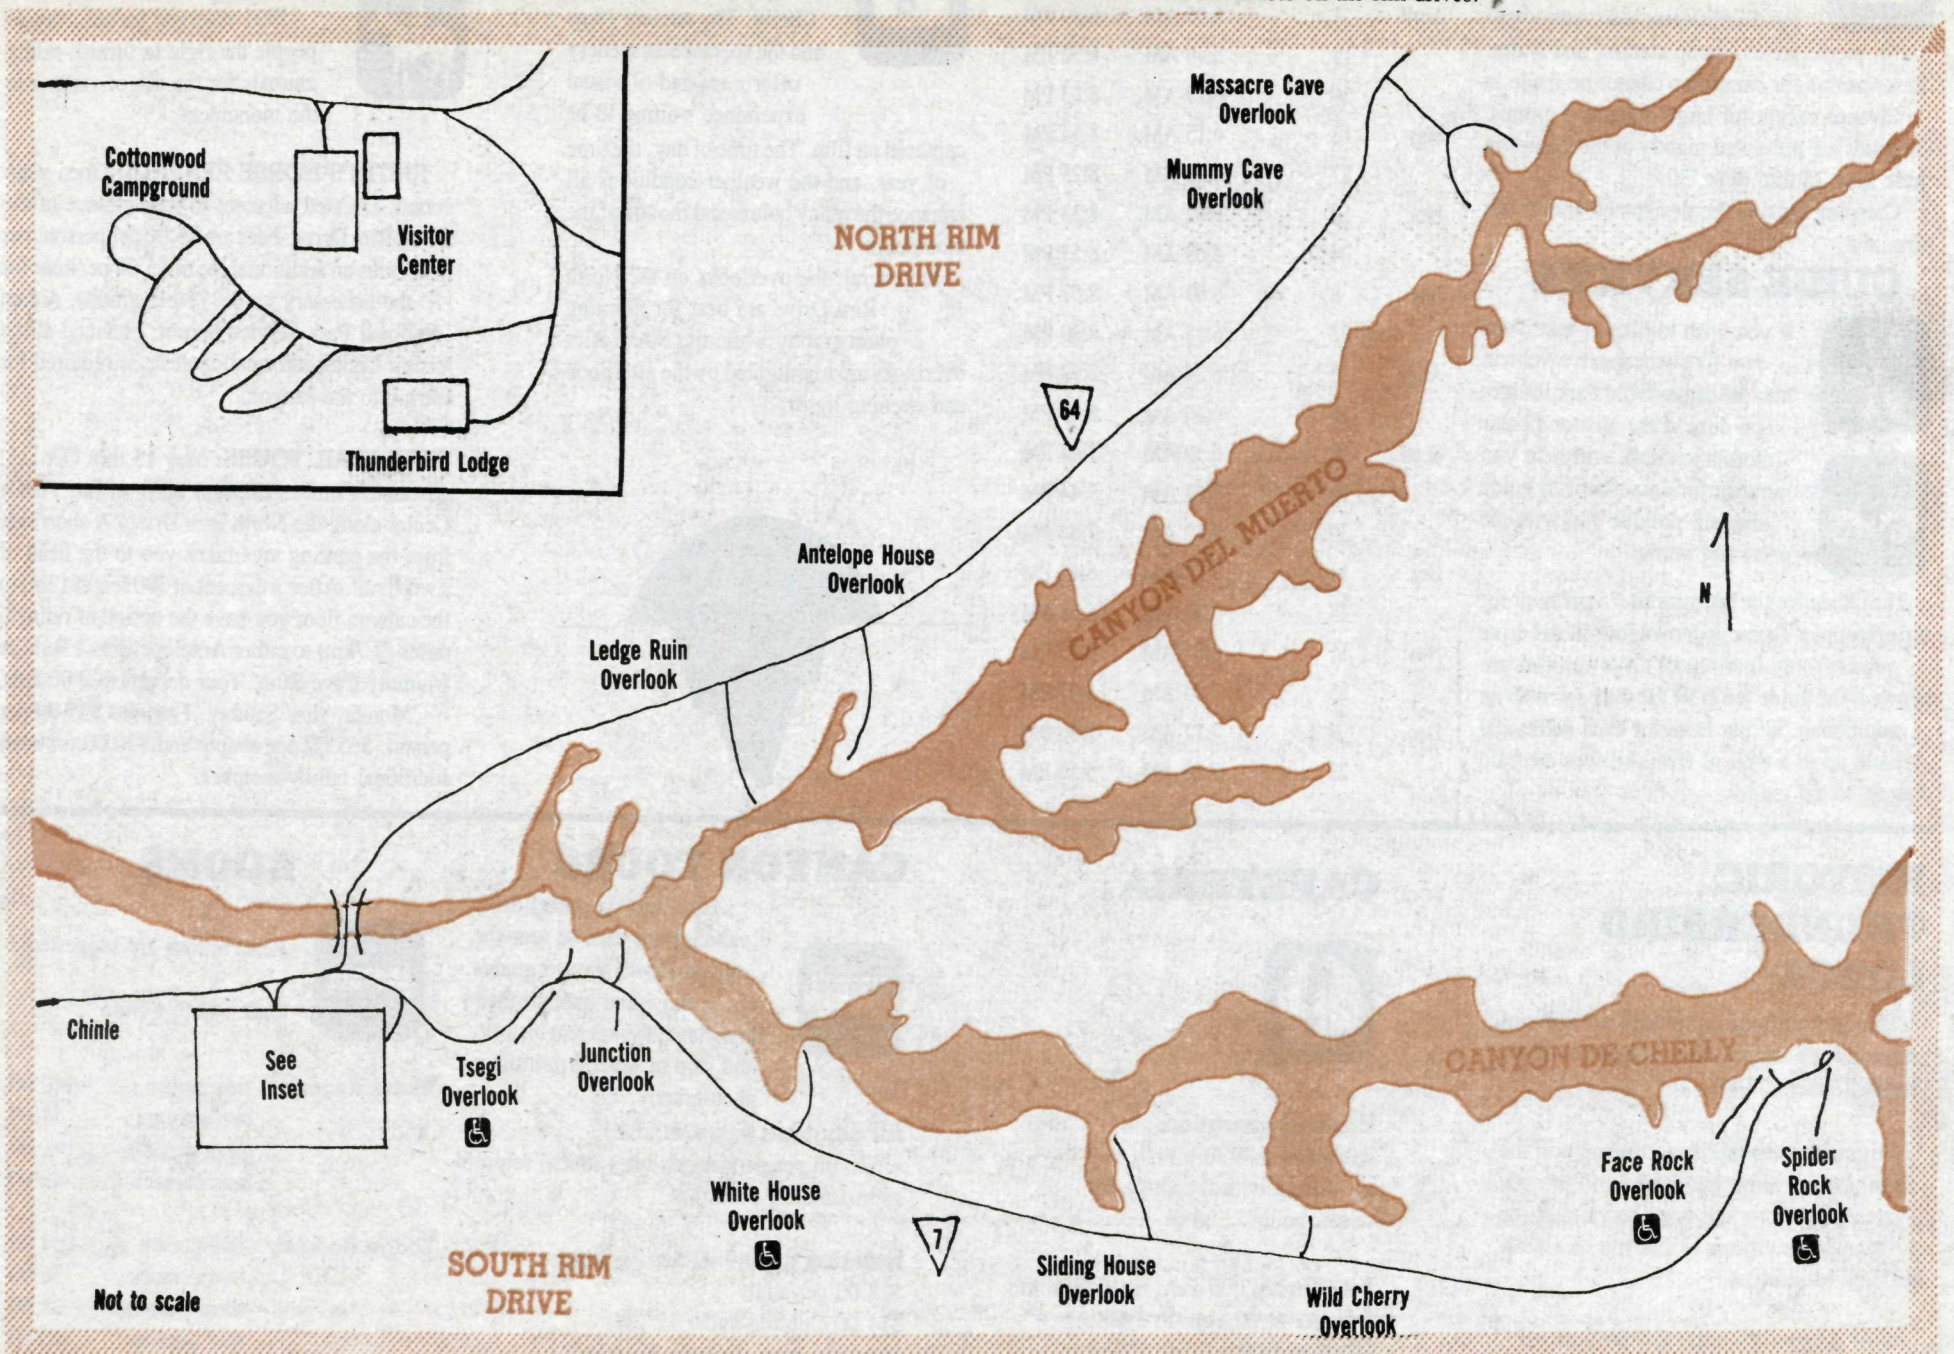 Massacre Cave
Overlook
Mummy Cave
Overlook
Cottonwood
Campground
Visitor
Center
NORTH RIM
DRIVE
64
Thunderbird Lodge
CANYON DEL MUERTO
Antelope House
Overlook
N
Ledge Ruin
Overlook
Chinle
See
Inset
Tsegi
Overlook
Junction
Overlook
CANYON DE CHELLY
White House
Overlook
7
Face Rock
Overlook
Spider
Rock
Overlook
SOUTH RIM
DRIVE
Sliding House
Overlook
Wild Cherry
Overlook
Not to scale